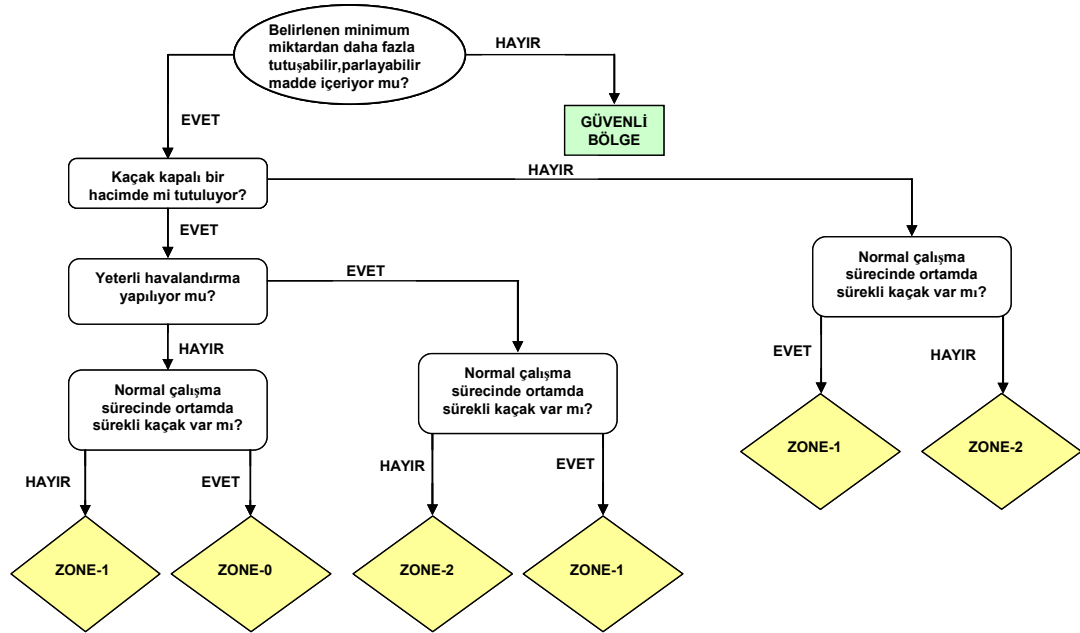 Belirlenen minimum
miktardan daha fazla
tutuşabilir,parlayabilir
madde içeriyor mu?
HAYIR
EVET
GÜVENLİ
BÖLGE
Kaçak kapalı bir
hacimde mi tutuluyor?
HAYIR
EVET
Yeterli havalandırma
yapılıyor mu?
EVET
Normal çalışma
sürecinde ortamda
sürekli kaçak var mı?
HAYIR
EVET
HAYIR
Normal çalışma
sürecinde ortamda
sürekli kaçak var mı?
Normal çalışma
sürecinde ortamda
sürekli kaçak var mı?
ZONE-1
ZONE-2
HAYIR
EVET
HAYIR
EVET
ZONE-1
ZONE-0
ZONE-2
ZONE-1